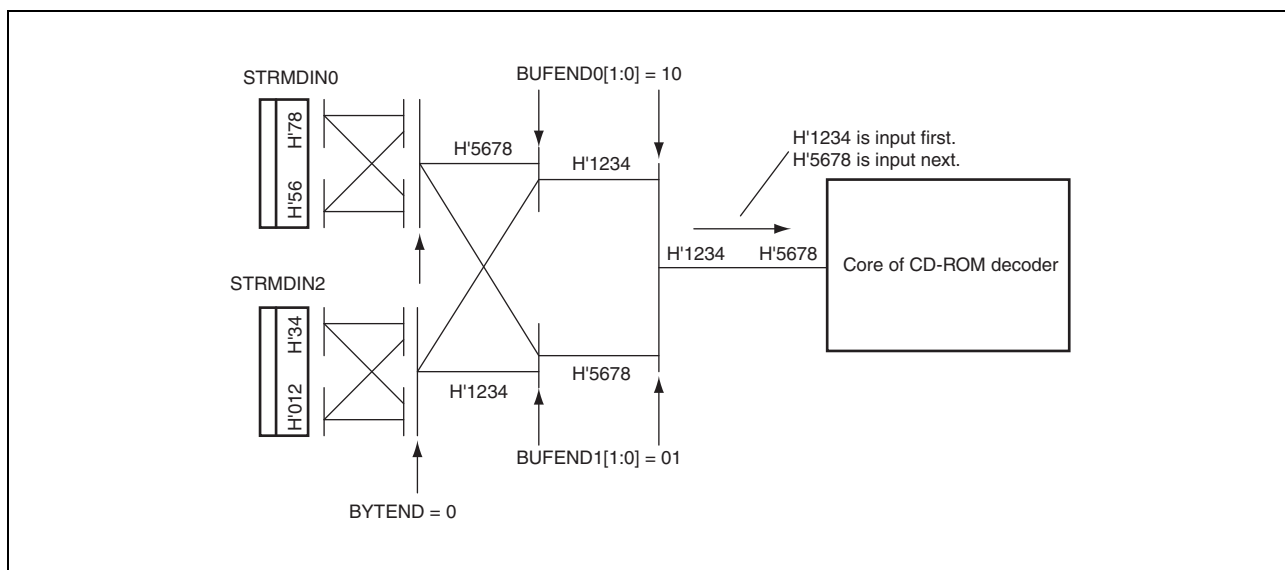 STRMDIN0
H'78
H'56
STRMDIN2
H'34
H'012
BYTEND = 0
H'5678
H'1234
BUFEND0[1:0] = 10
H'1234
H'5678
BUFEND1[1:0] = 01
H'1234 is input first.
H'5678 is input next.
H'1234
H'5678
Core of CD-ROM decoder